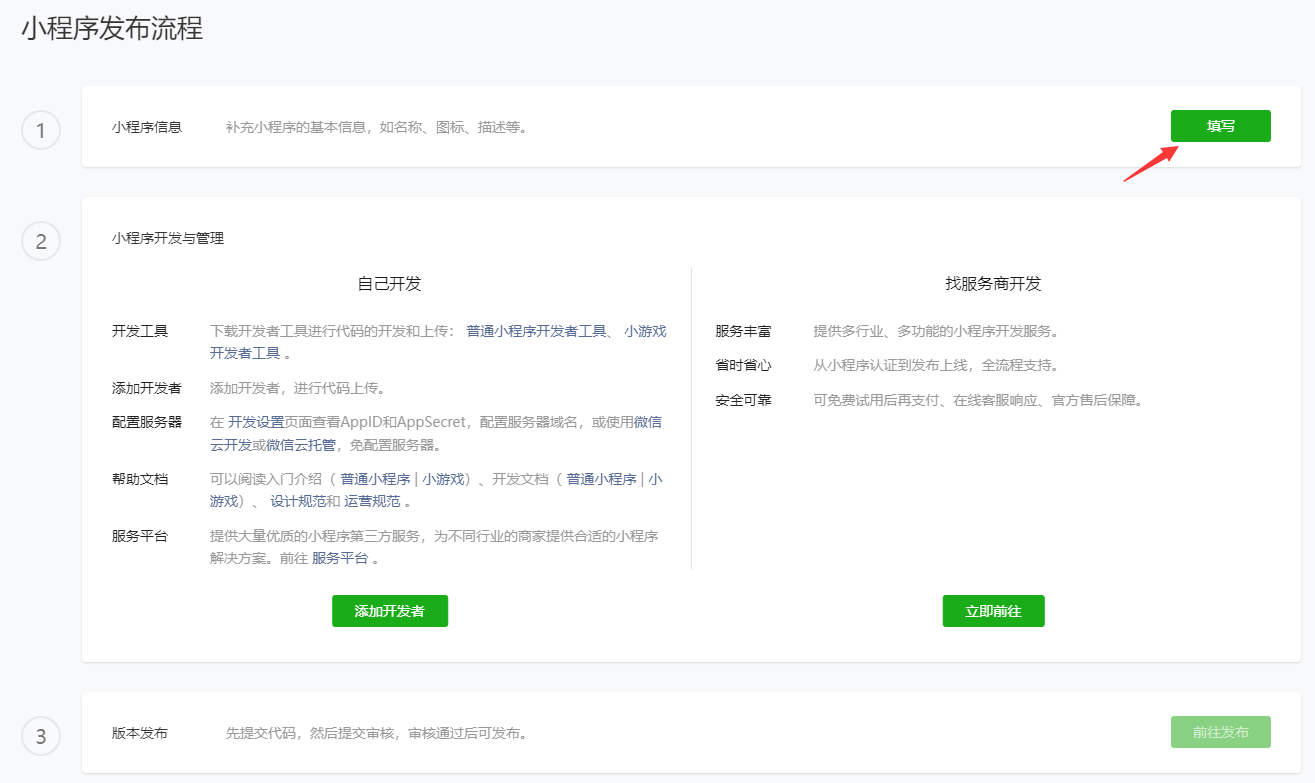 小程序发布流程
1
小程序信息
补充小程序的基本信息，如名称、图标、描述等。
填写
2
小程序开发与管理
自己开发
开发工具
下载开发者工具进行代码的开发和上传： 普通小程序开发者工具、 小游戏
开发者工具 。
添加开发者
添加开发者，进行代码上传。
配置服务器
在 开发设置页面查看AppID和AppSecret，配置服务器域名，或使用微信
云开发或微信云托管，免配置服务器。
帮助文档
可以阅读入门介绍（ 普通小程序 | 小游戏）、开发文档（ 普通小程序 | 小
游戏）、 设计规范和 运营规范 。
服务平台
提供大量优质的小程序第三方服务，为不同行业的商家提供合适的小程序
解决方案。前往 服务平台 。
添加开发者
找服务商开发
服务丰富
提供多行业、多功能的小程序开发服务。
省时省心
从小程序认证到发布上线，全流程支持。
安全可靠
可免费试用后再支付、在线客服响应、官方售后保障。
立即前往
3
版本发布
先提交代码，然后提交审核，审核通过后可发布。
前往发布